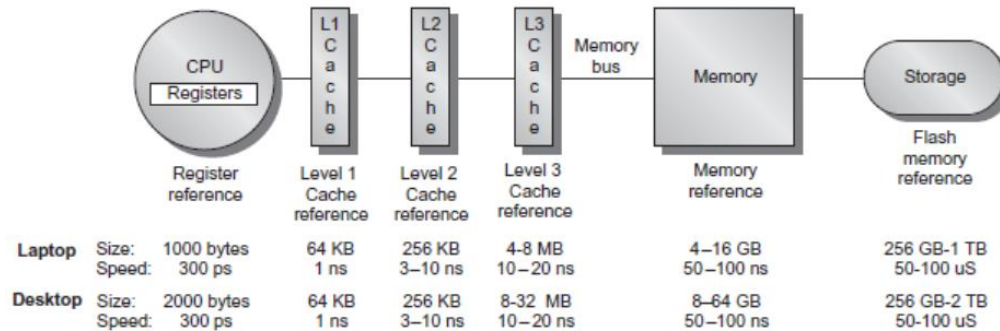 CPU
Registers
L1 Cache
L2 Cache
L3 Cache
Memory bus
Memory
Storage
Register reference
Level 1 Cache reference
Level 2 Cache reference
Level 3 Cache reference
Memory reference
Flash memory reference
Laptop Size: 1000 bytes 64 KB 256 KB 4-8 MB 4–16 GB 256 GB-1 TB
Speed: 300 ps 1 ns 3–10 ns 10–20 ns 50–100 ns 50-100 uS
Desktop Size: 2000 bytes 64 KB 256 KB 8-32 MB 8–64 GB 256 GB-2 TB
Speed: 300 ps 1 ns 3–10 ns 10–20 ns 50–100 ns 50-100 uS